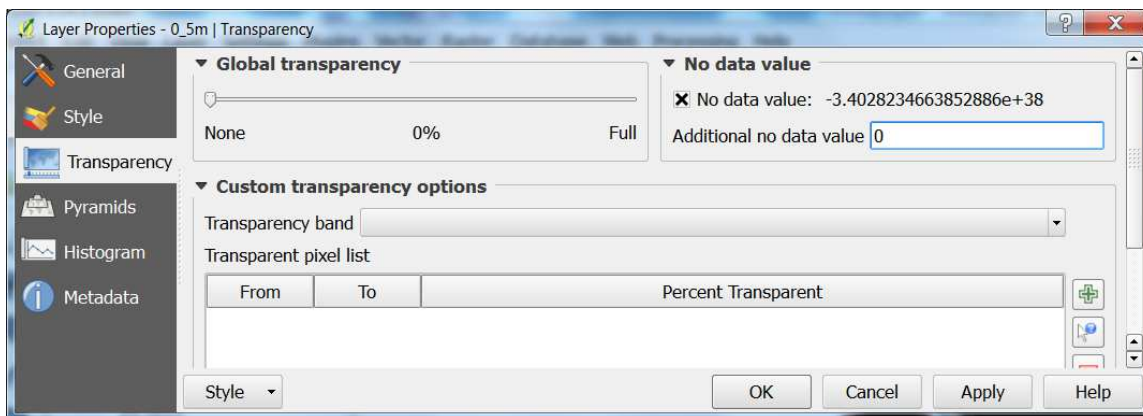 Layer Properties - 0_5m | Transparency
General
Style
Transparency
Pyramids
Histogram
Metadata
Global transparency
None 0% Full
No data value
No data value: -3.4028234663852886e+38
Additional no data value 0
Custom transparency options
Transparency band
Transparent pixel list
From To Percent Transparent
Style OK Cancel Apply Help